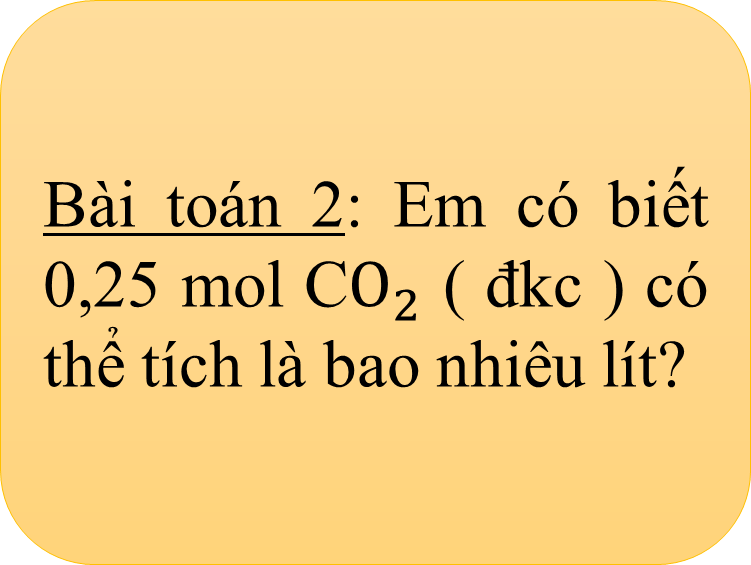 Bài toán 2: Em có biết
0,25 mol CO₂ ( đkc ) có
thể tích là bao nhiêu lít?